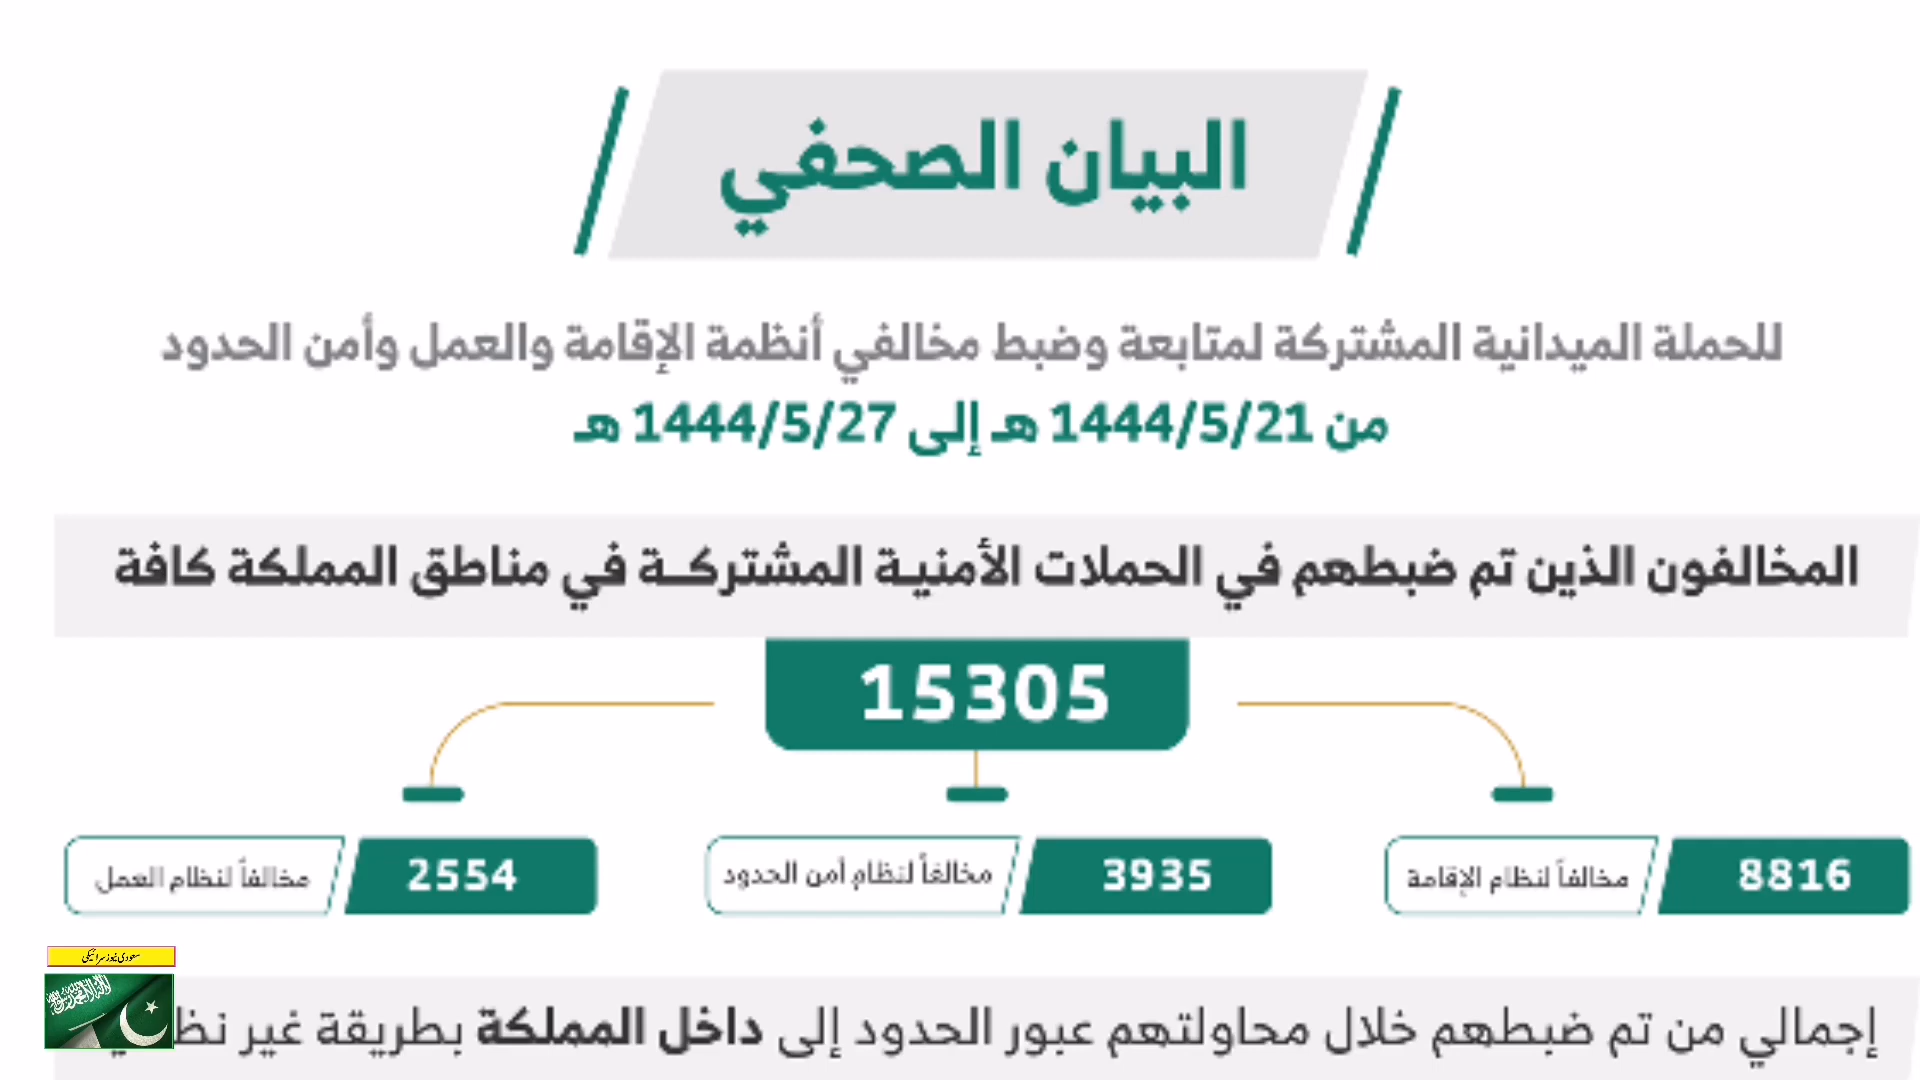 البيان الصحفي
للحملة الميدانية المشتركة لمتابعة وضبط مخالفي أنظمة الإقامة والعمل وأمن الحدود
من 1444/5/21 هـ إلى 1444/5/27 هـ
المخالفون الذين تم ضبطهم في الحملات الأمنية المشتركة في مناطق المملكة كافة
15305
8816 مخالفاً لنظام الإقامة
3935 مخالفاً لنظام أمن الحدود
2554 مخالفاً لنظام العمل
سعودی نیوز سرائیکی
إجمالي من تم ضبطهم خلال محاولتهم عبور الحدود إلى داخل المملكة بطريقة غير